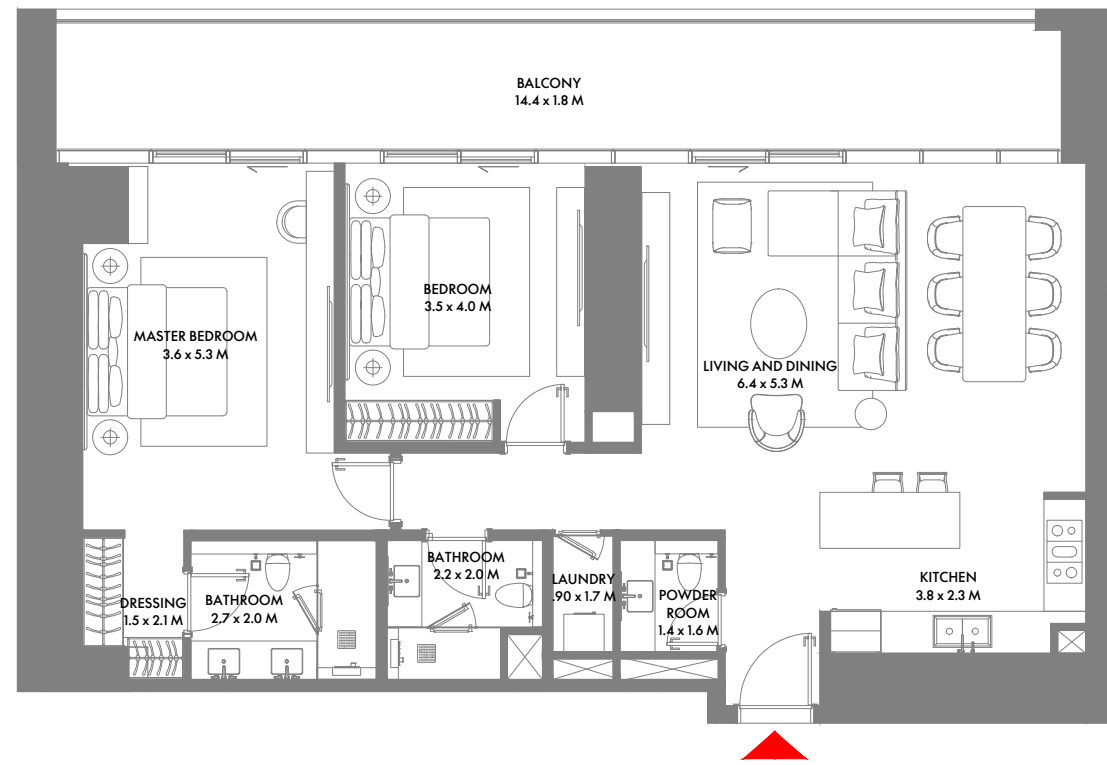 BALCONY
14.4 x 1.8 M
BEDROOM
3.5 x 4.0 M
MASTER BEDROOM
3.6 x 5.3 M
LIVING AND DINING
6.4 x 5.3 M
BATHROOM
2.2 x 2.0 M
LAUNDRY
.90 x 1.7 M
KITCHEN
3.8 x 2.3 M
DRESSING
1.5 x 2.1 M
BATHROOM
2.7 x 2.0 M
POWDER
ROOM
1.4 x 1.6 M